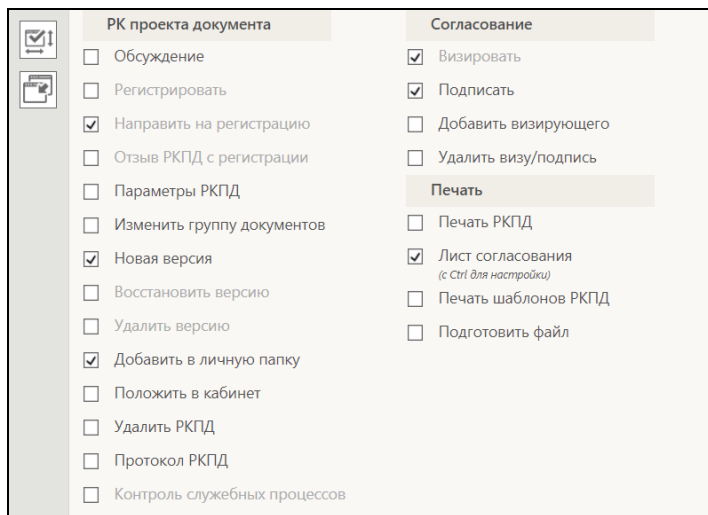 РК проекта документа
Обсуждение
Регистрировать
Направить на регистрацию
Отзыв РКПД с регистрации
Параметры РКПД
Изменить группу документов
Новая версия
Восстановить версию
Удалить версию
Добавить в личную папку
Положить в кабинет
Удалить РКПД
Протокол РКПД
Контроль служебных процессов
Согласование
Визировать
Подписать
Добавить визирующего
Удалить визу/подпись
Печать
Печать РКПД
Лист согласования
(с Ctrl для настройки)
Печать шаблонов РКПД
Подготовить файл